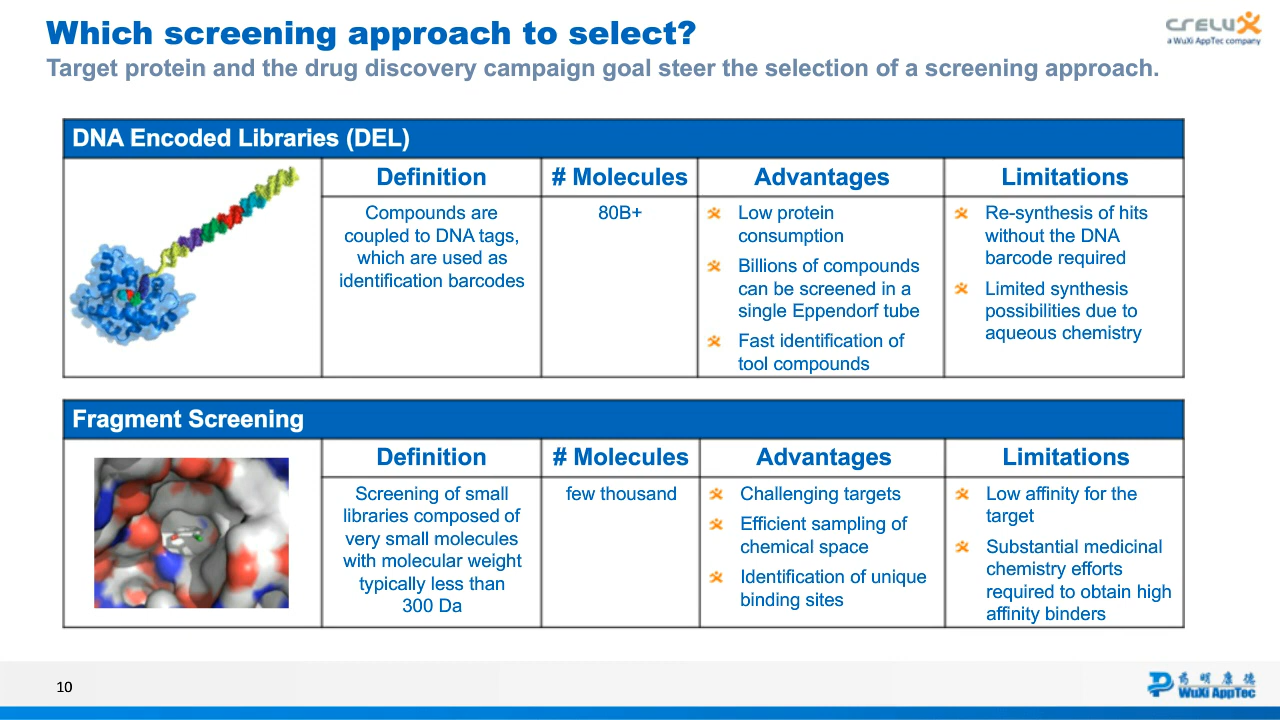 Which screening approach to select?
Target protein and the drug discovery campaign goal steer the selection of a screening approach.
crelux
a WuXi AppTec company
DNA Encoded Libraries (DEL)
Definition
# Molecules
Advantages
Limitations
Compounds are
coupled to DNA tags,
which are used as
identification barcodes
80B+
Low protein
consumption
Billions of compounds
can be screened in a
single Eppendorf tube
Fast identification of
tool compounds
Re-synthesis of hits
without the DNA
barcode required
Limited synthesis
possibilities due to
aqueous chemistry
Fragment Screening
Definition
# Molecules
Advantages
Limitations
Screening of small
libraries composed of
very small molecules
with molecular weight
typically less than
300 Da
few thousand
Challenging targets
Efficient sampling of
chemical space
Identification of unique
binding sites
Low affinity for the
target
Substantial medicinal
chemistry efforts
required to obtain high
affinity binders
10
药明康德
WuXi AppTec